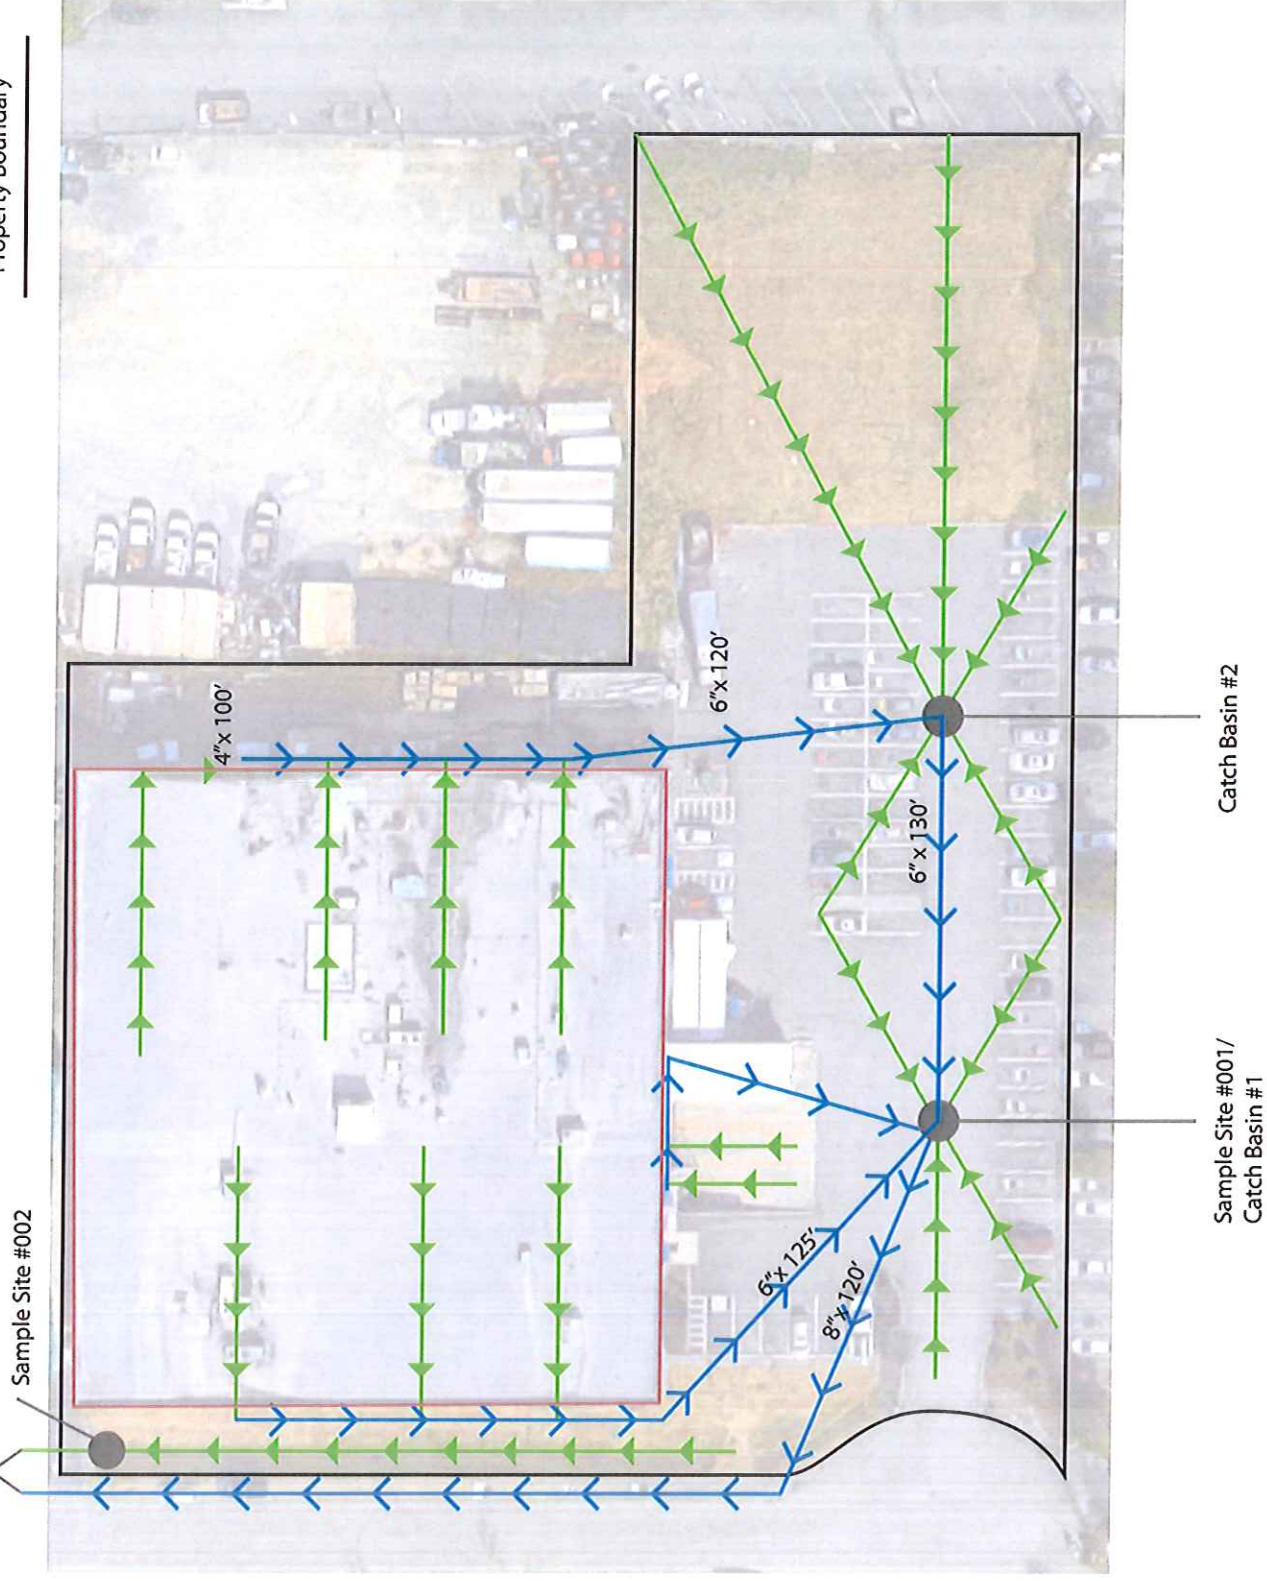 Property Boundary
Sample Site #002
4"x 100'
6"x 120'
6"x 130'
6"x 125'
8"x 120'
Sample Site #001/
Catch Basin #1
Catch Basin #2